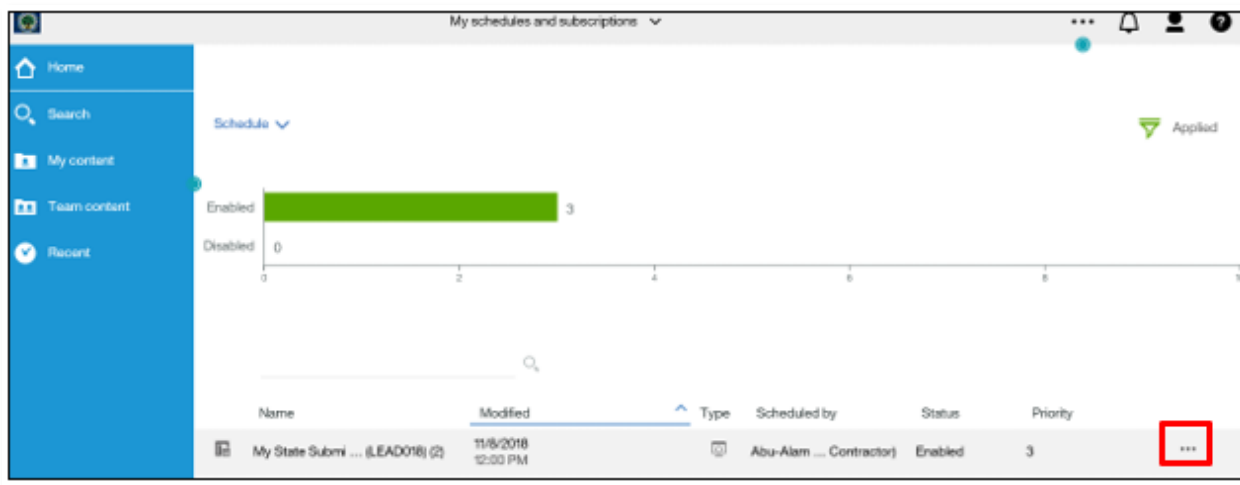 My schedules and subscriptions
Home
Search
My content
Team content
Recent
Schedule
Applied
Enabled 3
Disabled 0
0 2 4 6 8
Name Modified Type Scheduled by Status Priority
My State Submi ... (LEAD018) (2) 11/8/2018 12:00 PM Abu-Alam ... Contractor) Enabled 3 ...